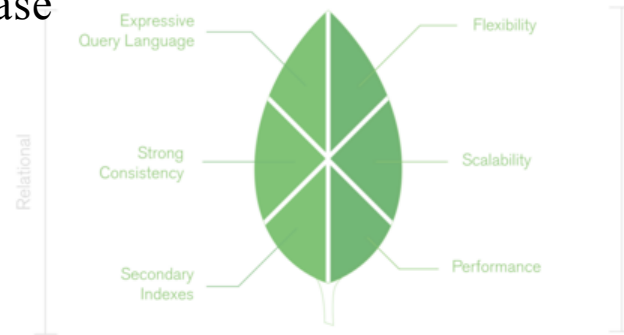 ase
Expressive
Query Language
Flexibility
Relational
Strong
Consistency
Scalability
Secondary
Indexes
Performance